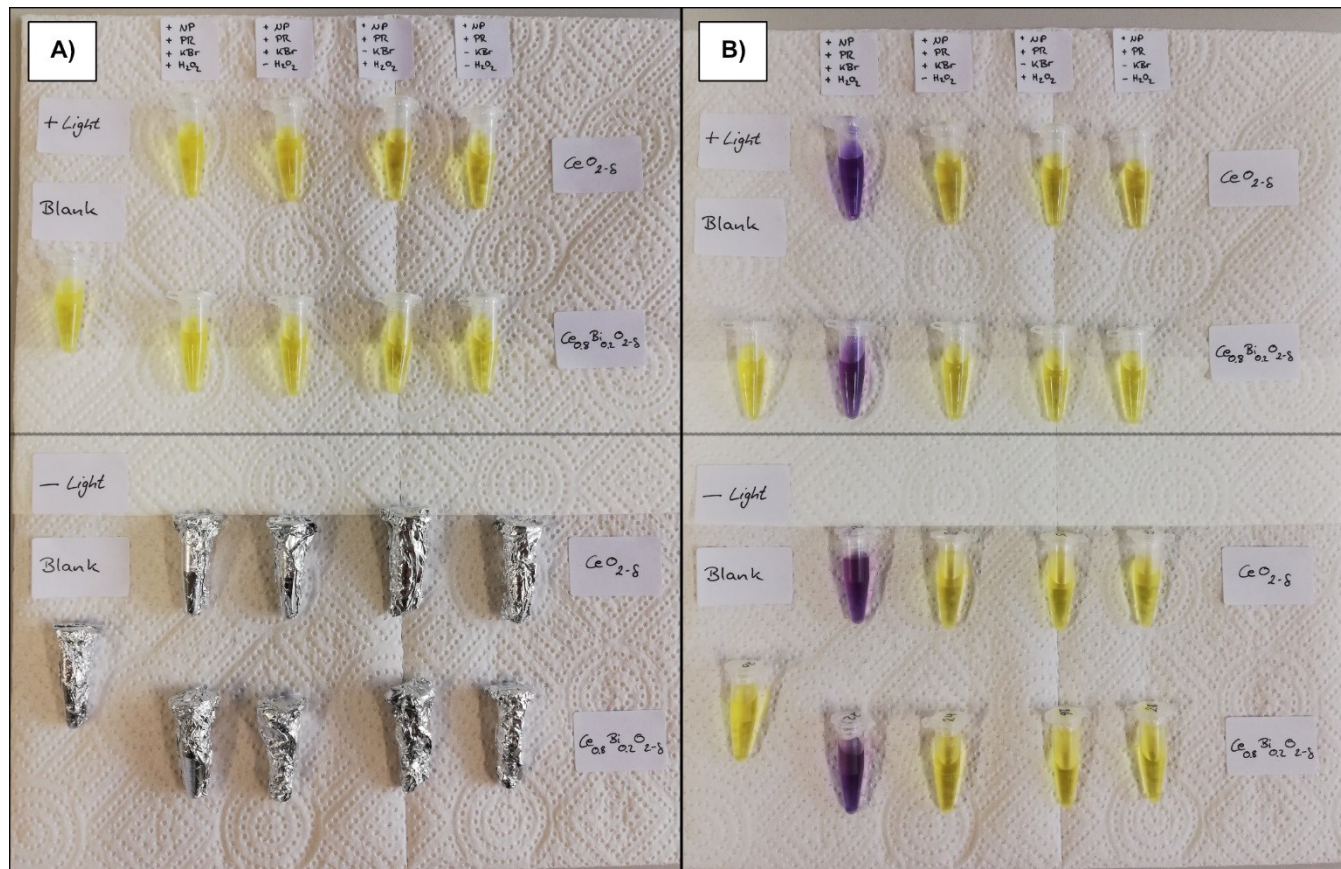 A)
+ NP
+ PR
+ KBr
+ H₂O₂
+ NP
+ PR
+ KBr
- H₂O₂
+ NP
+ PR
- KBr
+ H₂O₂
+ NP
+ PR
- KBr
- H₂O₂
+ Light
CeO₂₋δ
Blank
Ce₀.₈Bi₀.₂O₂₋δ
- Light
Blank
CeO₂₋δ
Ce₀.₈Bi₀.₂O₂₋δ
B)
+ NP
+ PR
+ KBr
+ H₂O₂
+ NP
+ PR
+ KBr
- H₂O₂
+ NP
+ PR
- KBr
+ H₂O₂
+ NP
+ PR
- KBr
- H₂O₂
+ Light
CeO₂₋δ
Blank
Ce₀.₈Bi₀.₂O₂₋δ
- Light
Blank
CeO₂₋δ
Ce₀.₈Bi₀.₂O₂₋δ